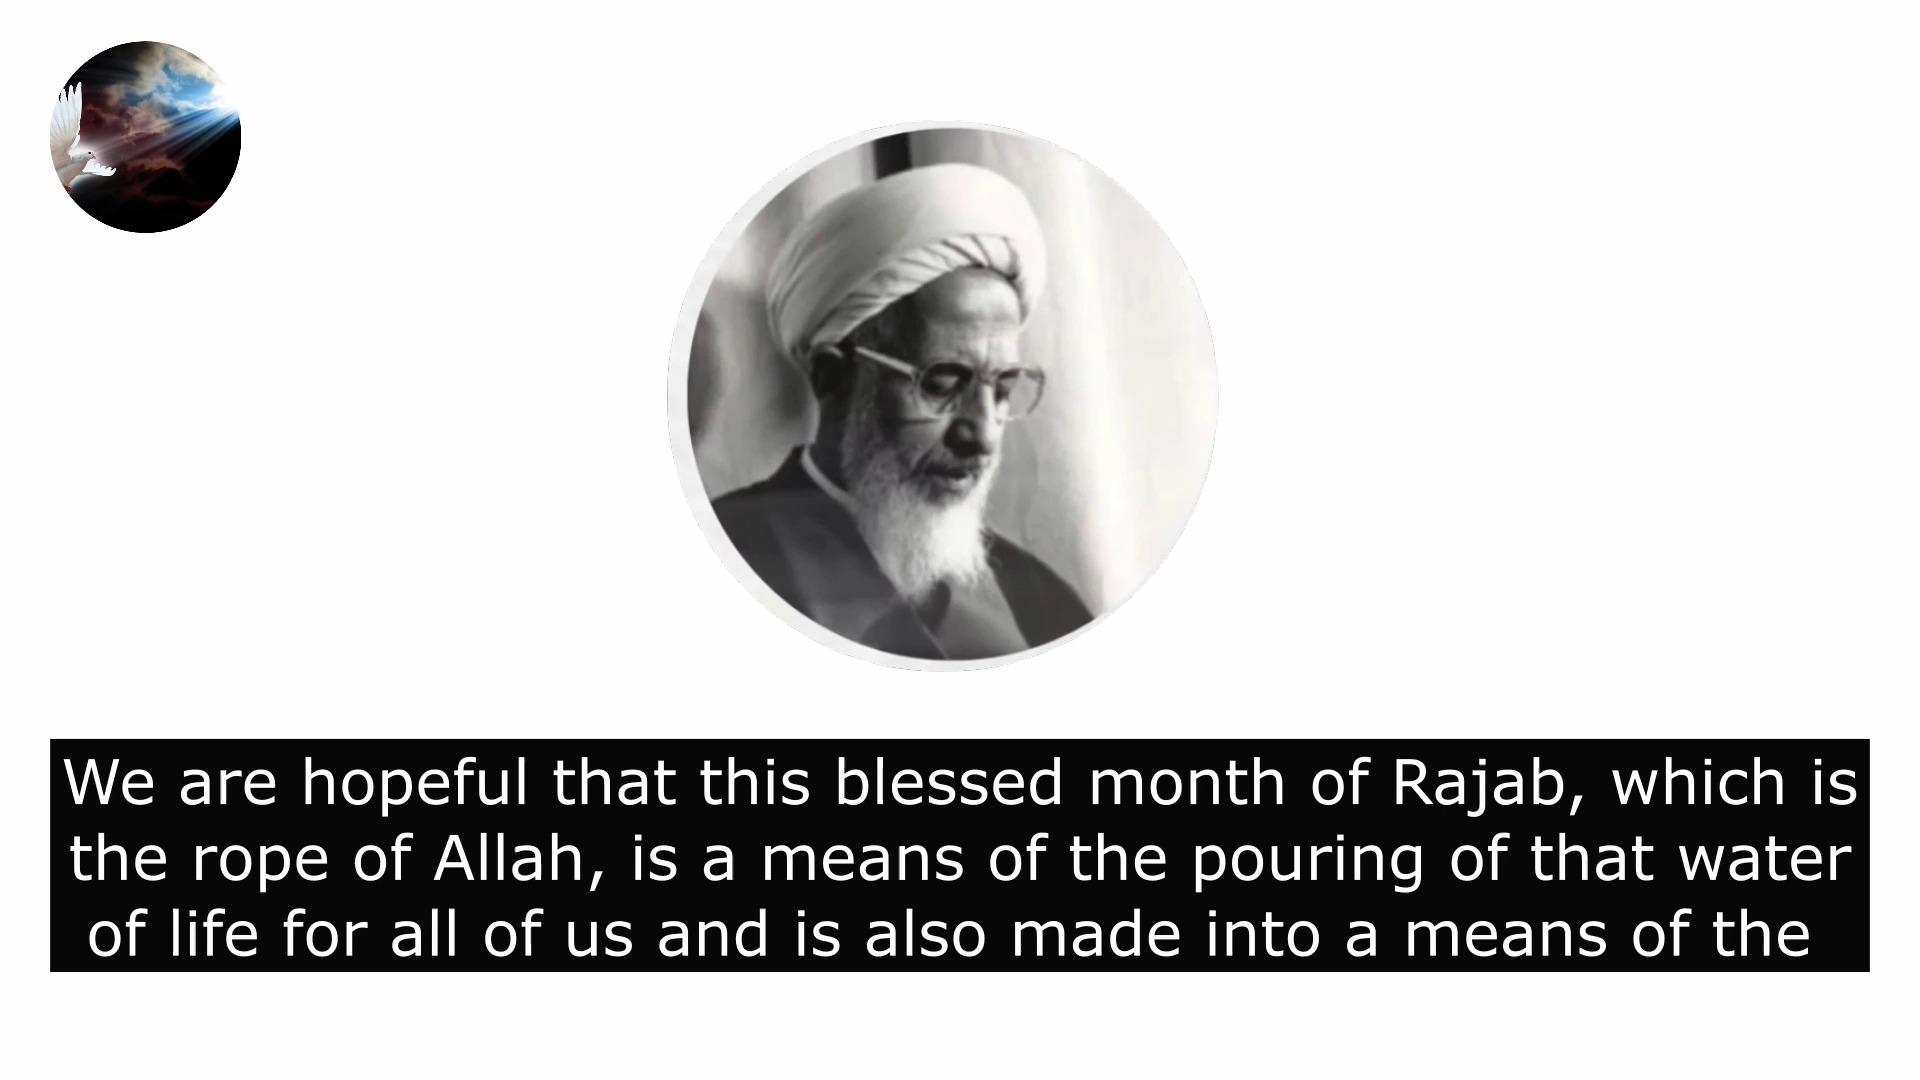 We are hopeful that this blessed month of Rajab, which is
the rope of Allah, is a means of the pouring of that water
of life for all of us and is also made into a means of the